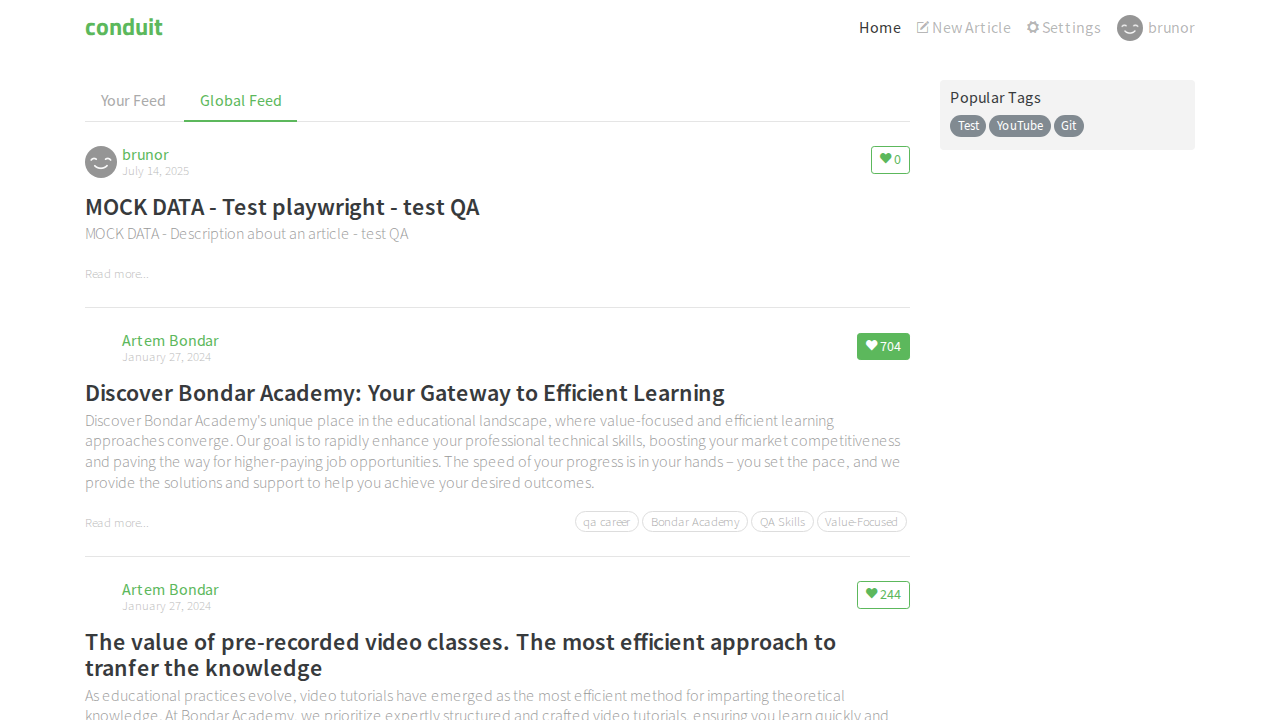 conduit
Home
New Article
Settings
brunor
Your Feed
Global Feed
Popular Tags
Test YouTube Git
brunor
July 14, 2025
0
MOCK DATA - Test playwright - test QA
MOCK DATA - Description about an article - test QA
Read more...
Artem Bondar
January 27, 2024
704
Discover Bondar Academy: Your Gateway to Efficient Learning
Discover Bondar Academy's unique place in the educational landscape, where value-focused and efficient learning
approaches converge. Our goal is to rapidly enhance your professional technical skills, boosting your market competitiveness
and paving the way for higher-paying job opportunities. The speed of your progress is in your hands – you set the pace, and we
provide the solutions and support to help you achieve your desired outcomes.
Read more...
qa career Bondar Academy QA Skills Value-Focused
Artem Bondar
January 27, 2024
244
The value of pre-recorded video classes. The most efficient approach to
tranfer the knowledge
As educational practices evolve, video tutorials have emerged as the most efficient method for imparting theoretical
knowledge. At Bondar Academy, we prioritize expertly structured and crafted video tutorials, ensuring you learn quickly and